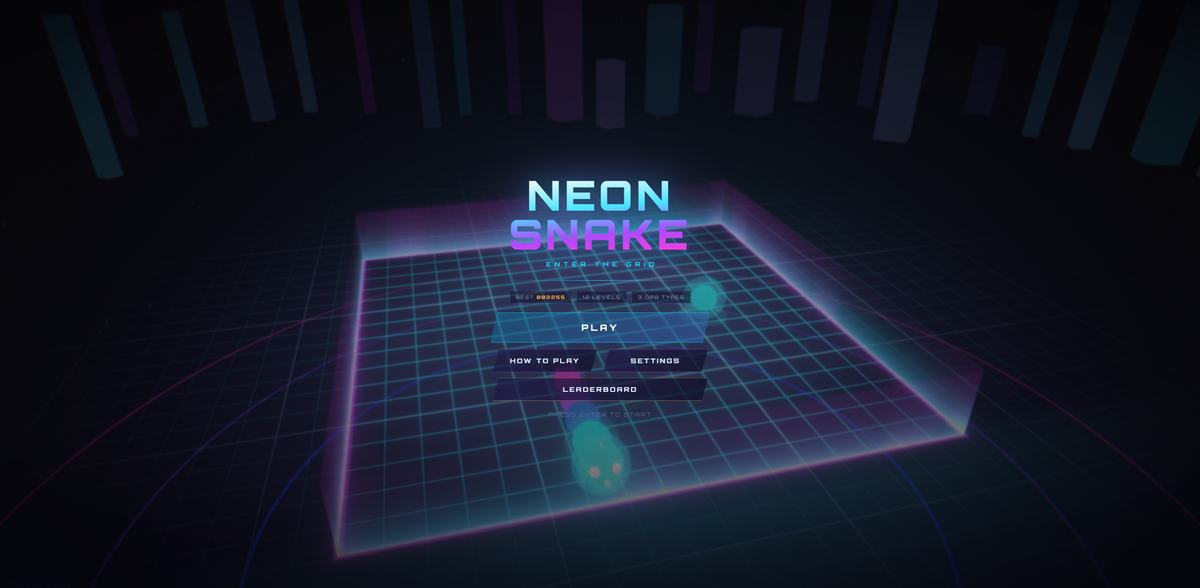 NEON
SNAKE
ENTER THE GRID
BEST 002255 12 LEVELS 3 ORB TYPES
PLAY
HOW TO PLAY SETTINGS
LEADERBOARD
PRESS ENTER TO START